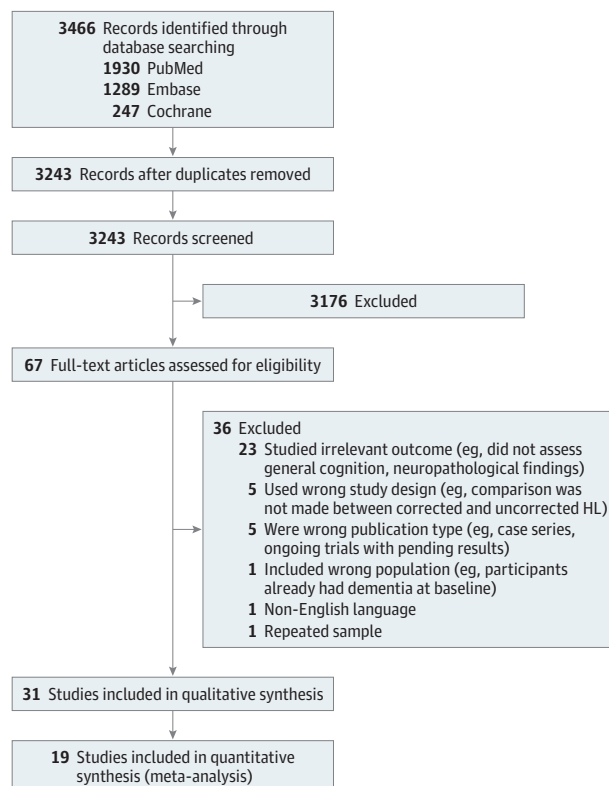 3466 Records identified through
database searching
1930 PubMed
1289 Embase
247 Cochrane
3243 Records after duplicates removed
3243 Records screened
3176 Excluded
67 Full-text articles assessed for eligibility
36 Excluded
23 Studied irrelevant outcome (eg, did not assess
general cognition, neuropathological findings)
5 Used wrong study design (eg, comparison was
not made between corrected and uncorrected HL)
5 Were wrong publication type (eg, case series,
ongoing trials with pending results)
1 Included wrong population (eg, participants
already had dementia at baseline)
1 Non-English language
1 Repeated sample
31 Studies included in qualitative synthesis
19 Studies included in quantitative
synthesis (meta-analysis)